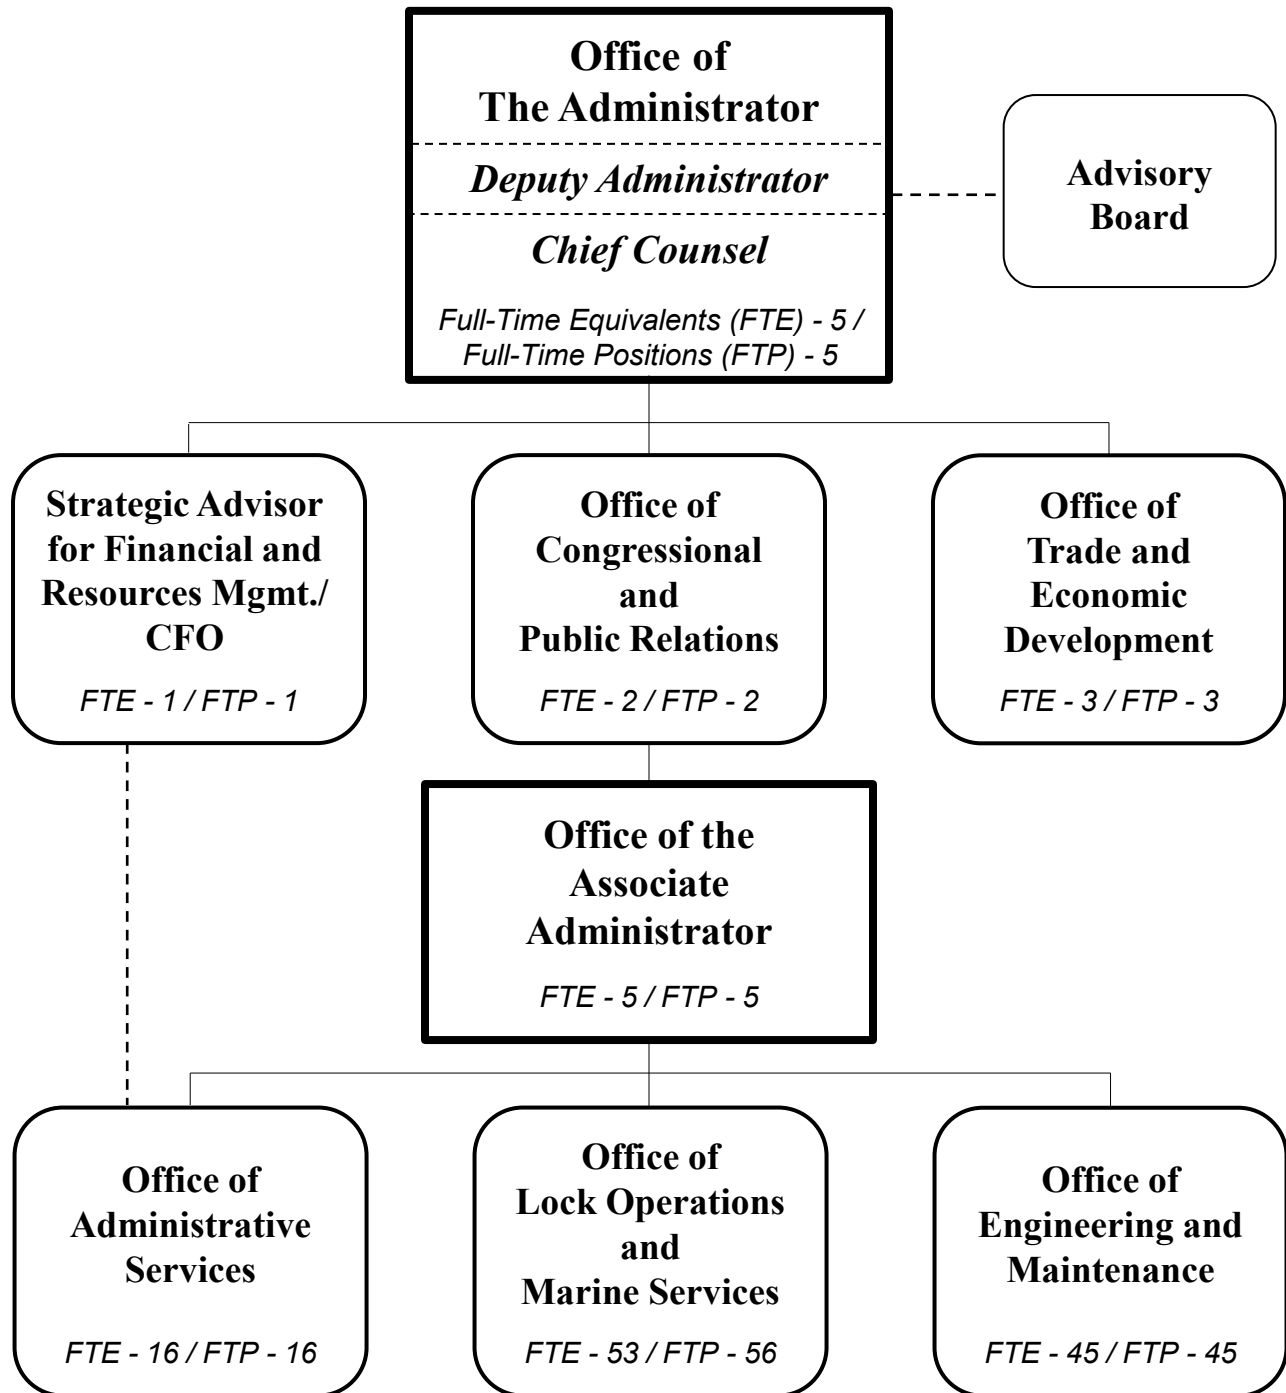 Office of
The Administrator
Deputy Administrator
Chief Counsel
Full-Time Equivalents (FTE) - 5 /
Full-Time Positions (FTP) - 5
Advisory
Board
Strategic Advisor
for Financial and
Resources Mgmt./
CFO
FTE - 1 / FTP - 1
Office of
Congressional
and
Public Relations
FTE - 2 / FTP - 2
Office of
Trade and
Economic
Development
FTE - 3 / FTP - 3
Office of the
Associate
Administrator
FTE - 5 / FTP - 5
Office of
Administrative
Services
FTE - 16 / FTP - 16
Office of
Lock Operations
and
Marine Services
FTE - 53 / FTP - 56
Office of
Engineering and
Maintenance
FTE - 45 / FTP - 45